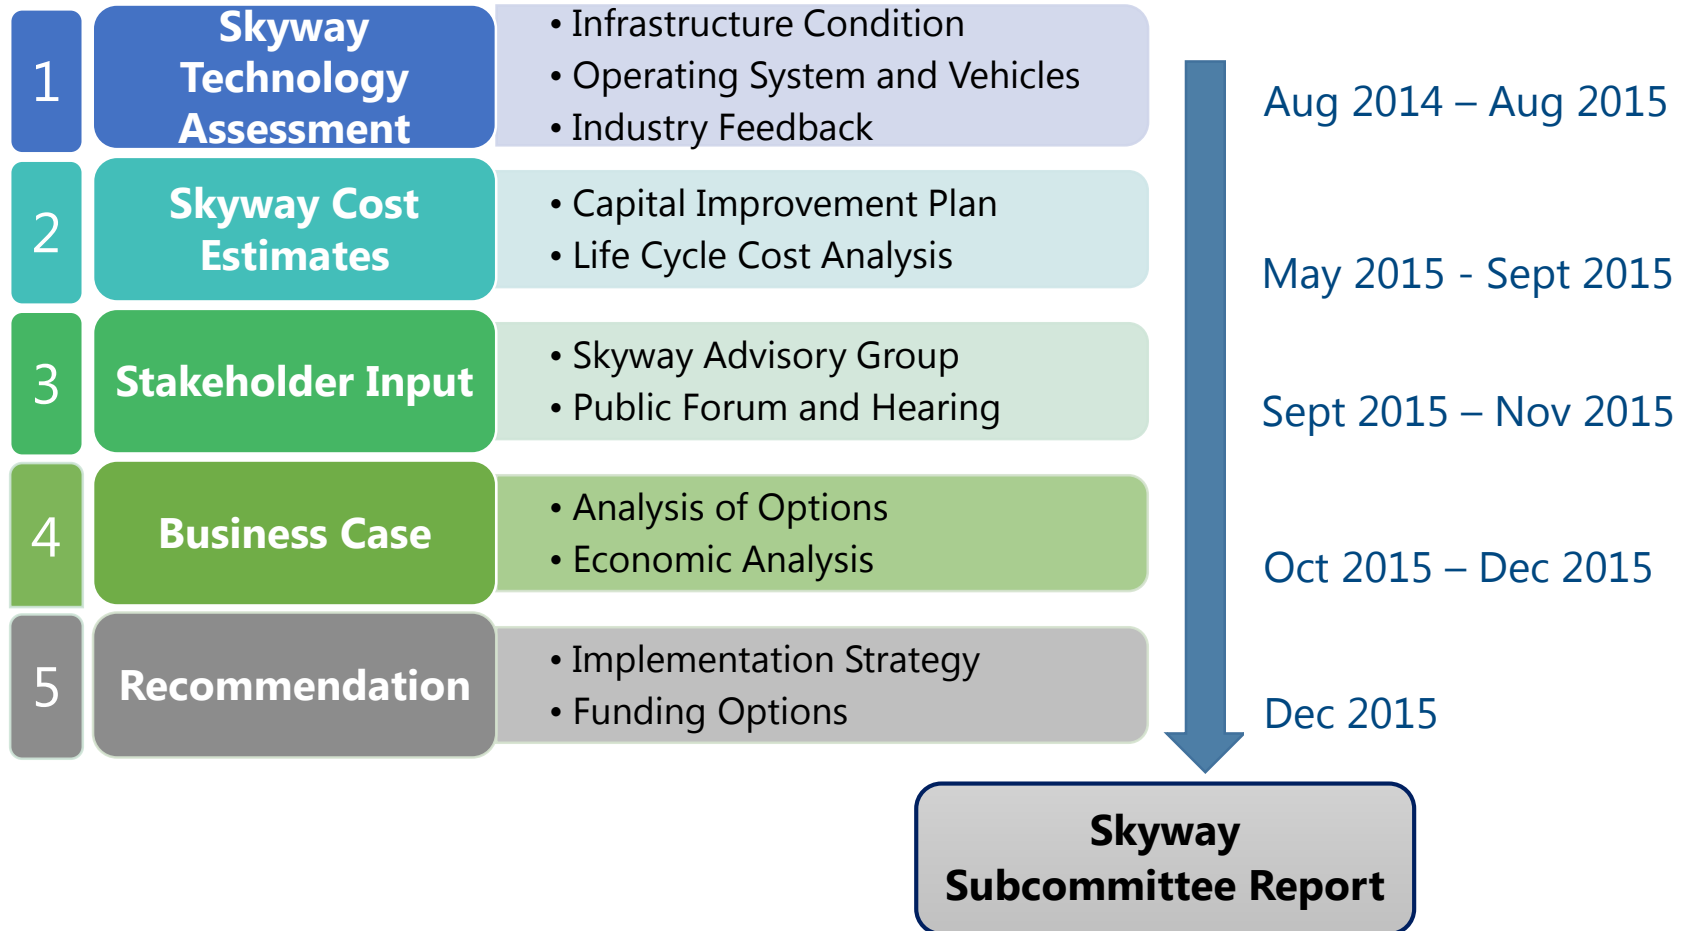 1
Skyway
Technology
Assessment
• Infrastructure Condition
• Operating System and Vehicles
• Industry Feedback
Aug 2014 – Aug 2015
2
Skyway Cost
Estimates
• Capital Improvement Plan
• Life Cycle Cost Analysis
May 2015 - Sept 2015
3
Stakeholder Input
• Skyway Advisory Group
• Public Forum and Hearing
Sept 2015 – Nov 2015
4
Business Case
• Analysis of Options
• Economic Analysis
Oct 2015 – Dec 2015
5
Recommendation
• Implementation Strategy
• Funding Options
Dec 2015
Skyway
Subcommittee Report